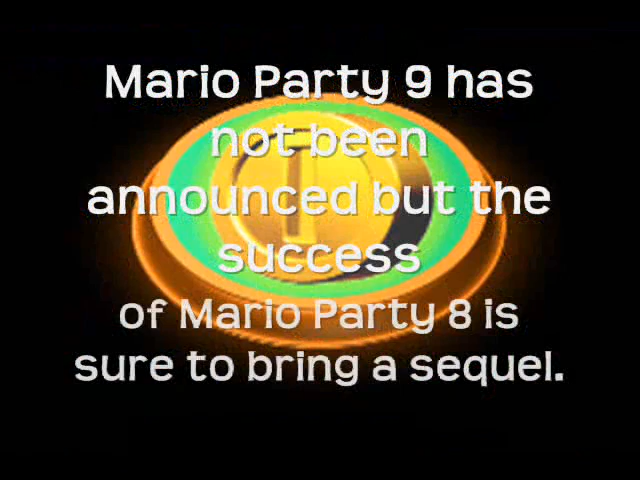 Mario Party 9 has
not been
announced but the
success
of Mario Party 8 is
sure to bring a sequel.